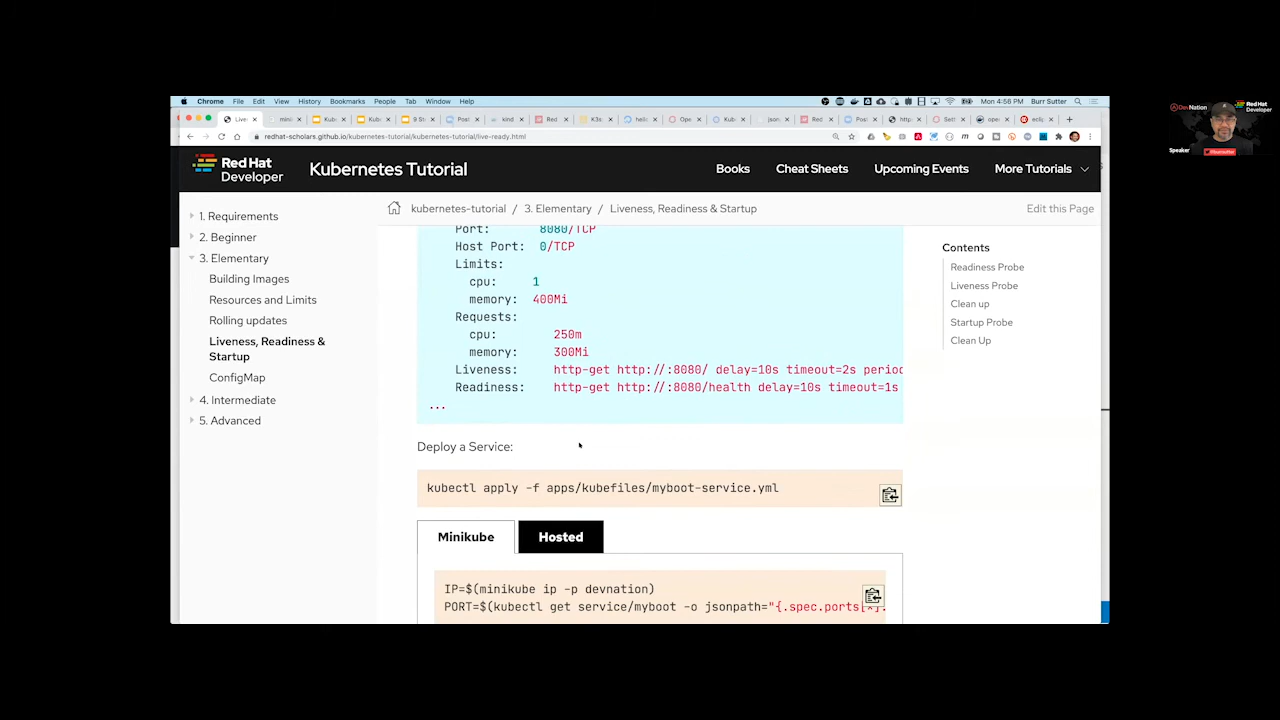 Chrome File Edit View History Bookmarks People Tab Window Help Mon 4:56 PM Burr Sutter
redhat-scholars.github.io/kubernetes-tutorial/kubernetes-tutorial/live-ready.html
Red Hat
Developer
Kubernetes Tutorial
Books Cheat Sheets Upcoming Events More Tutorials
kubernetes-tutorial / 3. Elementary / Liveness, Readiness & Startup
Edit this Page
1. Requirements
2. Beginner
3. Elementary
Building Images
Resources and Limits
Rolling updates
Liveness, Readiness &
Startup
ConfigMap
4. Intermediate
5. Advanced
Port: 8080/TCP
Host Port: 0/TCP
Limits:
cpu: 1
memory: 400Mi
Requests:
cpu: 250m
memory: 300Mi
Liveness: http-get http://:8080/ delay=10s timeout=2s period
Readiness: http-get http://:8080/health delay=10s timeout=1s
...
Deploy a Service:
kubectl apply -f apps/kubefiles/myboot-service.yml
Minikube Hosted
IP=$(minikube ip -p devnation)
PORT=$(kubectl get service/myboot -o jsonpath="{.spec.ports[*].
Contents
Readiness Probe
Liveness Probe
Clean up
Startup Probe
Clean Up
DevNation
Red Hat
Developer
Speaker